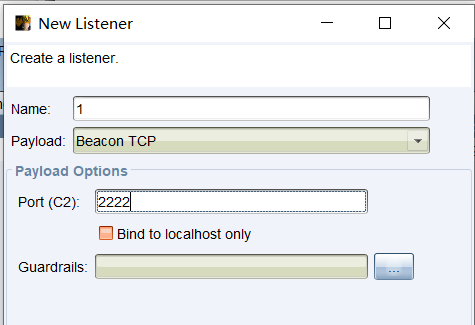 New Listener
Create a listener.
Name: 1
Payload: Beacon TCP
Payload Options
Port (C2): 2222
Bind to localhost only
Guardrails: ...